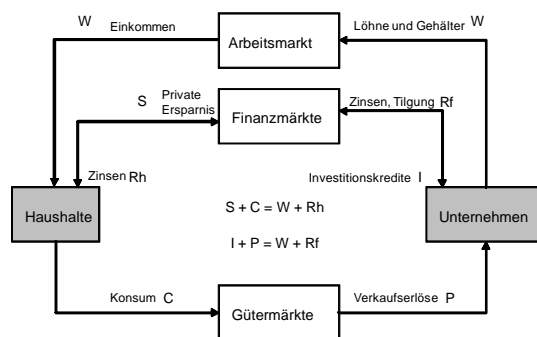 W
Einkommen
Arbeitsmarkt
Löhne und Gehälter W
S Private
Ersparnis
Finanzmärkte
Zinsen, Tilgung Rf
Zinsen Rh
Investitionskredite I
Haushalte
S + C = W + Rh
Unternehmen
I + P = W + Rf
Konsum C
Gütermärkte
Verkaufserlöse P